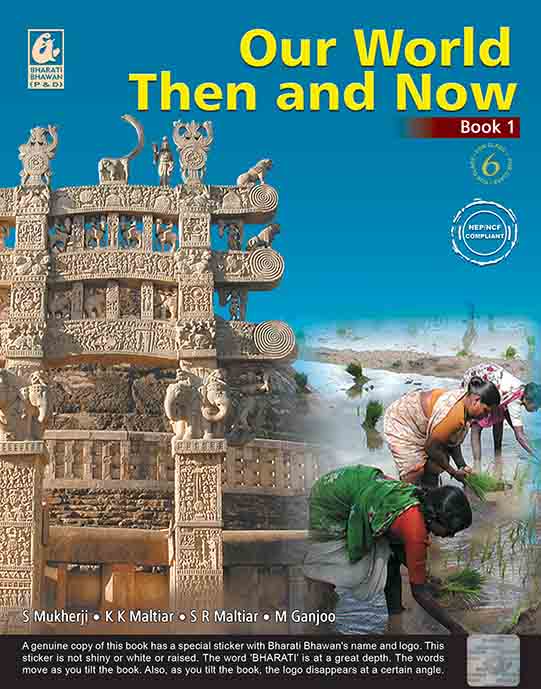 BHARATI
BHAWAN
(P & D)
Our World
Then and Now
Book 1
6
NEP/NCF
COMPLIANT
S Mukherji • K K Maltiar • S R Maltiar • M Ganjoo
A genuine copy of this book has a special sticker with Bharati Bhawan's name and logo. This
sticker is not shiny or white or raised. The word 'BHARATI' is at a great depth. The words
move as you tilt the book. Also, as you tilt the book, the logo disappears at a certain angle.